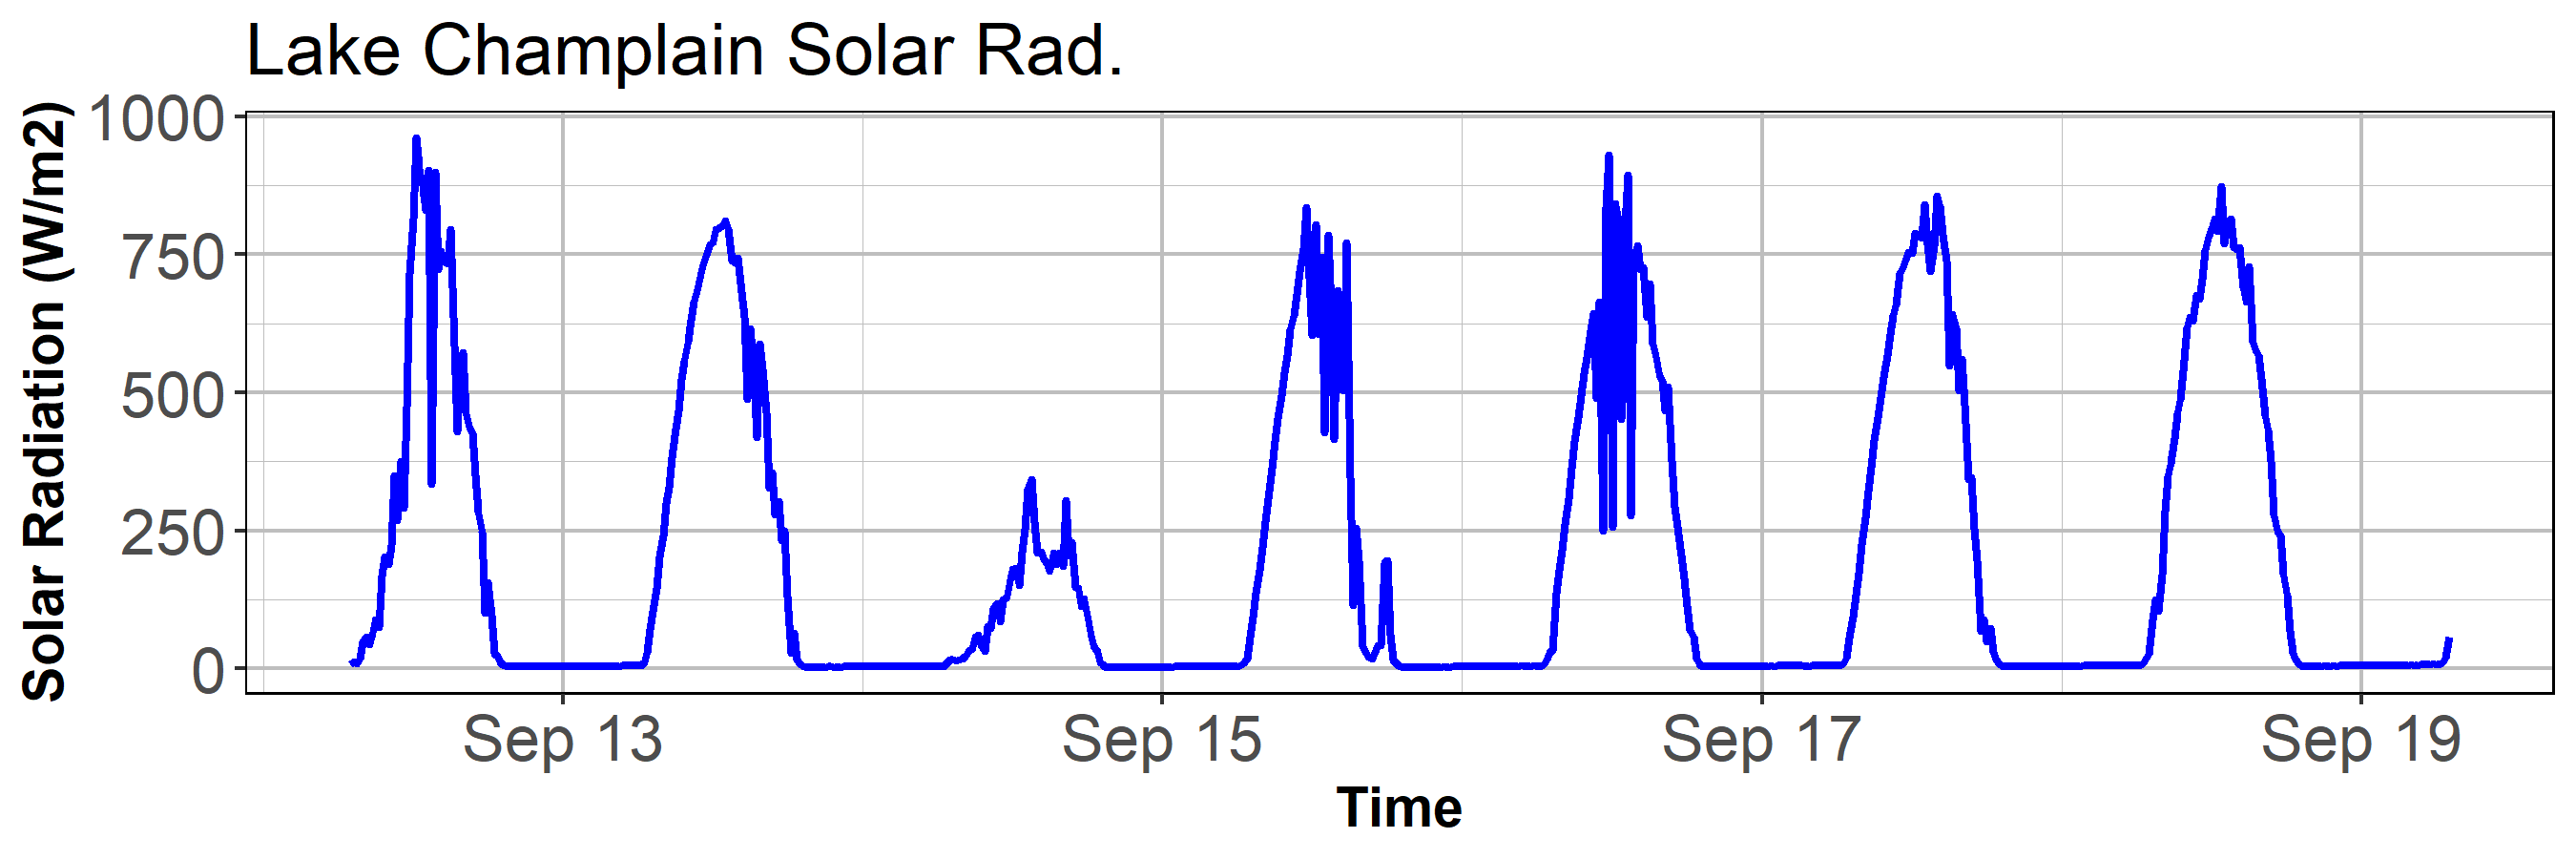 Lake Champlain Solar Rad.
Solar Radiation (W/m2)
1000
750
500
250
0
Sep 13
Sep 15
Sep 17
Sep 19
Time